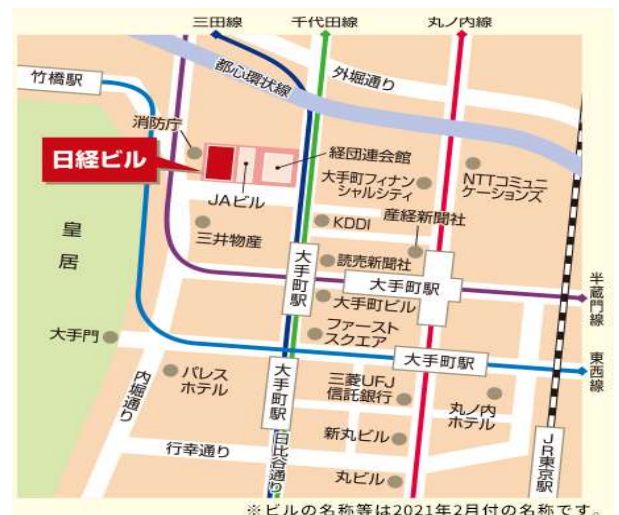 三田線
千代田線
丸ノ内線
竹橋駅
都心環状線
外堀通り
消防庁
日経ビル
JAビル
経団連会館
大手町フィナン
シャルシティ
NTTコミュニ
ケーションズ
皇居
三井物産
KDDI
産経新聞社
大手町駅
読売新聞社
大手町駅
半蔵門線
大手町ビル
大手門
ファースト
スクエア
大手町駅
東西線
内堀通り
パレス
ホテル
大手町駅
三菱UFJ
信託銀行
丸ノ内
ホテル
新丸ビル
行幸通り
日比谷通り
丸ビル
JR東京駅
※ビルの名称等は2021年2月付の名称です。